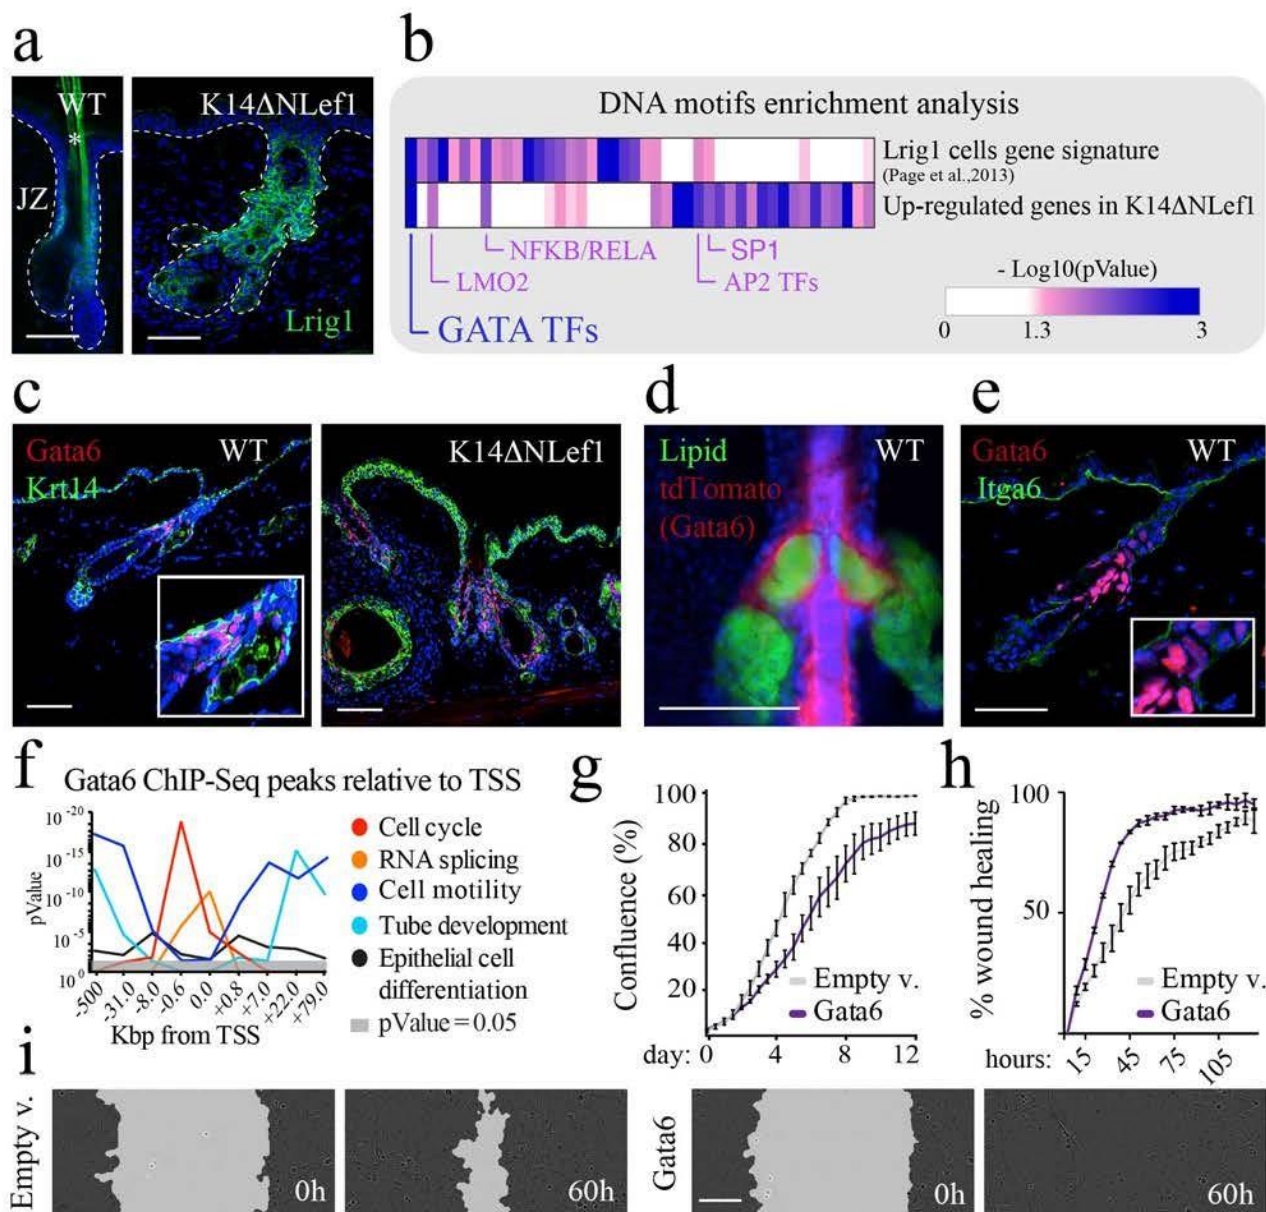 a
WT
*
JZ
K14ΔNLef1
Lrig1
b
DNA motifs enrichment analysis
Lrig1 cells gene signature
(Page et al.,2013)
Up-regulated genes in K14ΔNLef1
NFKB/RELA
SP1
LMO2
AP2 TFs
GATA TFs
- Log10(pValue)
0 1.3 3
c
Gata6
Krt14
WT
K14ΔNLef1
d
Lipid
tdTomato
(Gata6)
WT
e
Gata6
Itga6
WT
f
Gata6 ChIP-Seq peaks relative to TSS
pValue
10 -20
10 -15
10 -10
10 -5
10 0
-500 -31.0 -8.0 -0.6 0.0 +0.8 +7.0 +22.0 +79.0
Kbp from TSS
Cell cycle
RNA splicing
Cell motility
Tube development
Epithelial cell
differentiation
pValue = 0.05
g
Confluence (%)
100
80
60
40
20
Empty v.
Gata6
day: 0 4 8 12
h
% wound healing
100
50
Empty v.
Gata6
hours: 15 45 75 105
i
Empty v.
0h
60h
Gata6
0h
60h